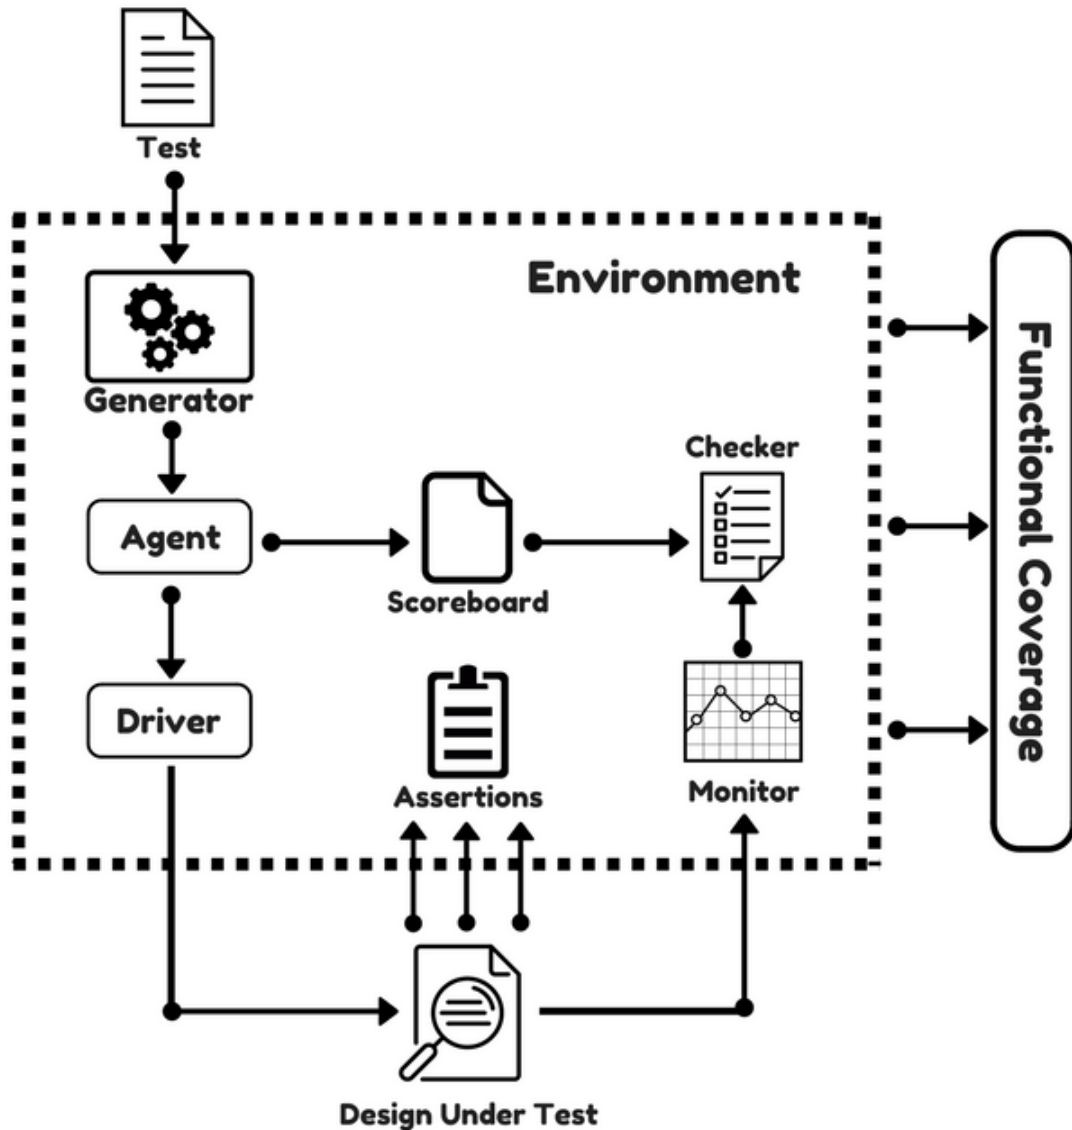 Test
Environment
Generator
Functional Coverage
Checker
Agent
Scoreboard
Driver
Assertions
Monitor
Design Under Test